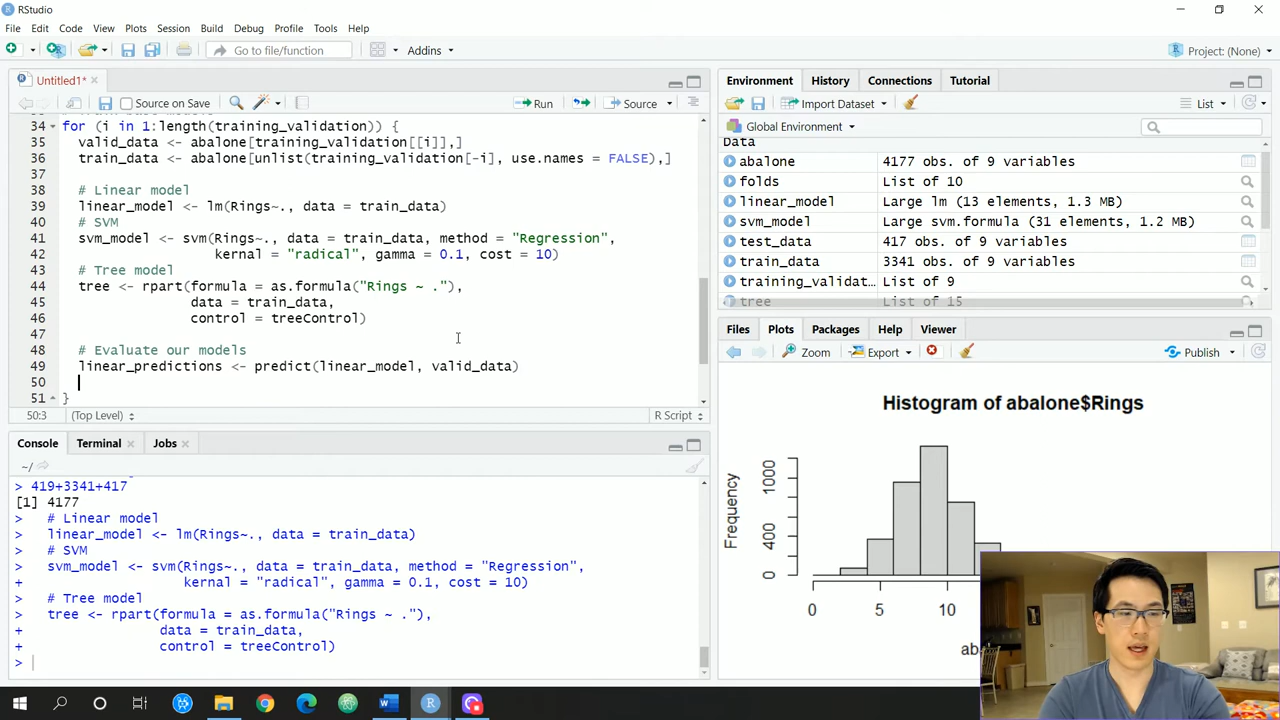 RStudio
File Edit Code View Plots Session Build Debug Profile Tools Help
Go to file/function Addins Project: (None)
Untitled1*
Source on Save Run Source
34 for (i in 1:length(training_validation)) {
35 valid_data <- abalone[training_validation[[i]],]
36 train_data <- abalone[unlist(training_validation[-i], use.names = FALSE),]
37
38 # Linear model
39 linear_model <- lm(Rings~., data = train_data)
40 # SVM
41 svm_model <- svm(Rings~., data = train_data, method = "Regression",
42 kernal = "radical", gamma = 0.1, cost = 10)
43 # Tree model
44 tree <- rpart(formula = as.formula("Rings ~ ."),
45 data = train_data,
46 control = treeControl)
47
48 # Evaluate our models
49 linear_predictions <- predict(linear_model, valid_data)
50
51 }
50:3 (Top Level) R Script
Console Terminal Jobs
~/
> 419+3341+417
[1] 4177
> # Linear model
> linear_model <- lm(Rings~., data = train_data)
> # SVM
> svm_model <- svm(Rings~., data = train_data, method = "Regression",
+ kernal = "radical", gamma = 0.1, cost = 10)
> # Tree model
> tree <- rpart(formula = as.formula("Rings ~ ."),
+ data = train_data,
+ control = treeControl)
>
Environment History Connections Tutorial
Import Dataset List
Global Environment
Data
abalone 4177 obs. of 9 variables
folds List of 10
linear_model Large lm (13 elements, 1.3 MB)
svm_model Large svm.formula (31 elements, 1.2 MB)
test_data 417 obs. of 9 variables
train_data 3341 obs. of 9 variables
training_validat… List of 9
tree List of 15
Files Plots Packages Help Viewer
Zoom Export Publish
Histogram of abalone$Rings
Frequency
1000
400
0
0 5 10